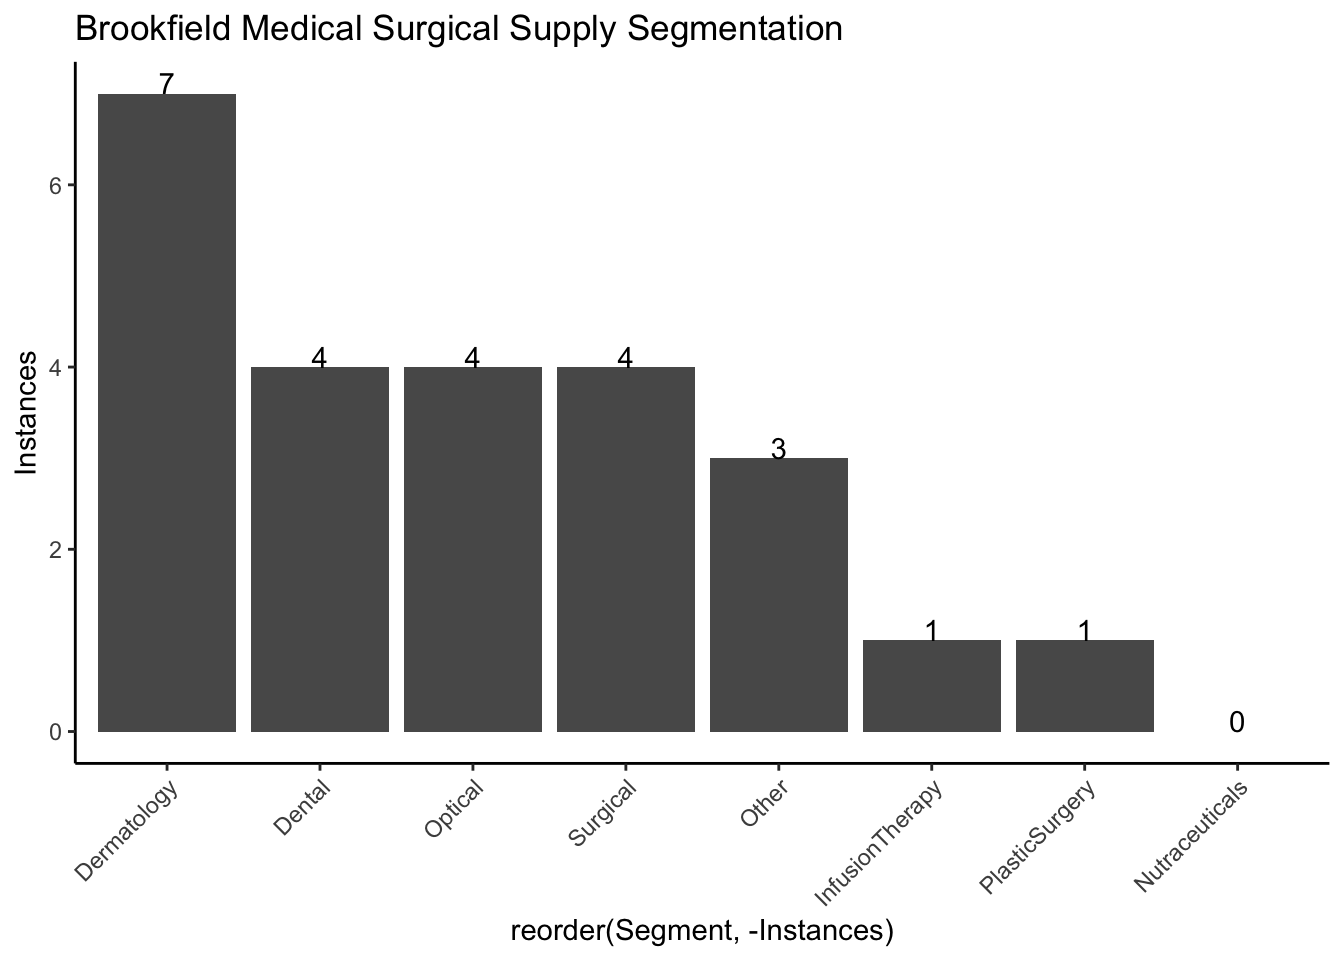 Brookfield Medical Surgical Supply Segmentation
7
4
4
4
3
1
1
0
Instances
6
4
2
0
Dermatology
Dental
Optical
Surgical
Other
InfusionTherapy
PlasticSurgery
Nutraceuticals
reorder(Segment, -Instances)